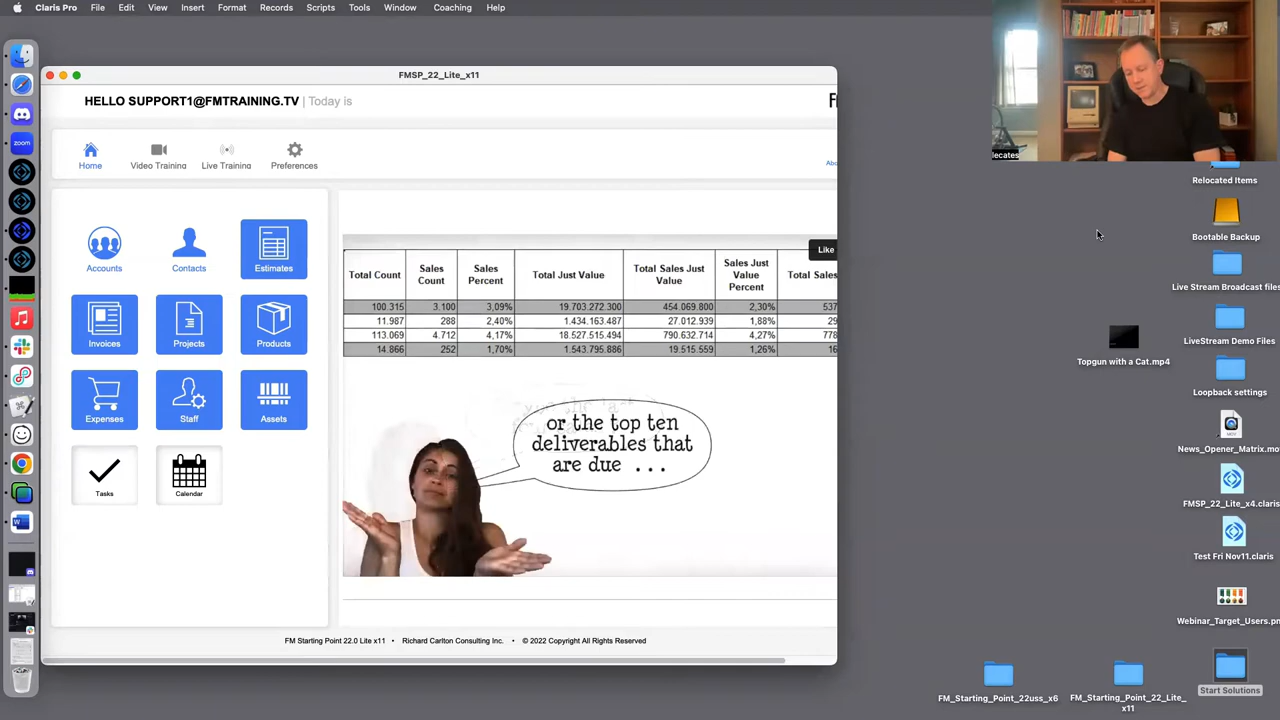 Claris Pro File Edit View Insert Format Records Scripts Tools Window Coaching Help
FMSP_22_Lite_x11
HELLO SUPPORT1@FMTRAINING.TV | Today is
Home Video Training Live Training Preferences
Accounts Contacts Estimates
Invoices Projects Products
Expenses Staff Assets
Tasks Calendar
Like
Total Count Sales Count Sales Percent Total Just Value Total Sales Just Value Sales Just Value Percent Total Sales
100.315 3.100 3,09% 19.703.272.300 454.069.800 2,30% 537
11.987 288 2,40% 1.434.163.487 27.012.939 1,88% 29
113.069 4.712 4,17% 18.527.515.494 790.632.714 4,27% 778
14.866 252 1,70% 1.543.795.886 19.515.559 1,26% 16
or the top ten
deliverables that
are due ...
FM Starting Point 22.0 Lite x11 • Richard Carlton Consulting Inc. • © 2022 Copyright All Rights Reserved
zoom
lecates
Relocated Items
Bootable Backup
Live Stream Broadcast files
LiveStream Demo Files
Topgun with a Cat.mp4
Loopback settings
News_Opener_Matrix.mo
FMSP_22_Lite_x4.claris
Test Fri Nov11.claris
Webinar_Target_Users.pn
Start Solutions
FM_Starting_Point_22uss_x6
FM_Starting_Point_22_Lite_
x11